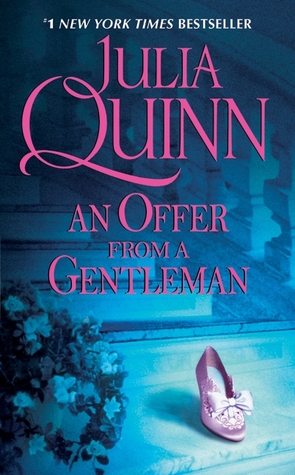 #1 NEW YORK TIMES BESTSELLER
JULIA
QUINN
AN OFFER
FROM A
GENTLEMAN